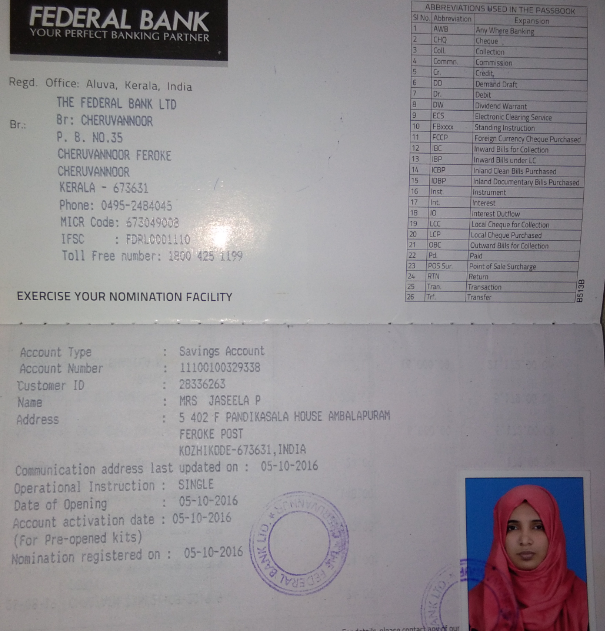 FEDERAL BANK
YOUR PERFECT BANKING PARTNER
Regd. Office: Aluva, Kerala, India
THE FEDERAL BANK LTD
Br.: Br: CHERUVANNOOR
P. B. NO.35
CHERUVANNOOR FEROKE
CHERUVANNOOR
KERALA - 673631
Phone: 0495-2484045
MICR Code: 673049008
IFSC : FDRL0001110
Toll Free number: 1800 425 1199
EXERCISE YOUR NOMINATION FACILITY
ABBREVIATIONS USED IN THE PASSBOOK
Sl No. Abbreviation Expansion
1 AWB Any Where Banking
2 CHQ Cheque
3 Coll. Collection
4 Commn. Commission
5 Cr. Credit
6 DD Demand Draft
7 Dr. Debit
8 DW Dividend Warrant
9 ECS Electronic Clearing Service
10 FBxxxx Standing Instruction
11 FCCP Foreign Currency Cheque Purchased
12 IBC Inward Bills for Collection
13 IBP Inward Bills under LC
14 ICBP Inland Clean Bills Purchased
15 IDBP Inland Documentary Bills Purchased
16 Inst. Instrument
17 Int. Interest
18 IO Interest Outflow
19 LCC Local Cheque for Collection
20 LCP Local Cheque Purchased
21 OBC Outward Bills for Collection
22 Pd. Paid
23 POS Sur. Point of Sale Surcharge
24 RTN Return
25 Tran. Transaction
26 Trf. Transfer
B513B
Account Type : Savings Account
Account Number : 11100100329338
Customer ID : 28336263
Name : MRS JASEELA P
Address : 5 402 F PANDIKASALA HOUSE AMBALAPURAM
FEROKE POST
KOZHIKODE-673631,INDIA
Communication address last updated on : 05-10-2016
Operational Instruction : SINGLE
Date of Opening : 05-10-2016
Account activation date : 05-10-2016
(For Pre-opened kits)
Nomination registered on : 05-10-2016
THE FEDERAL BANK LTD.
BANK LTD